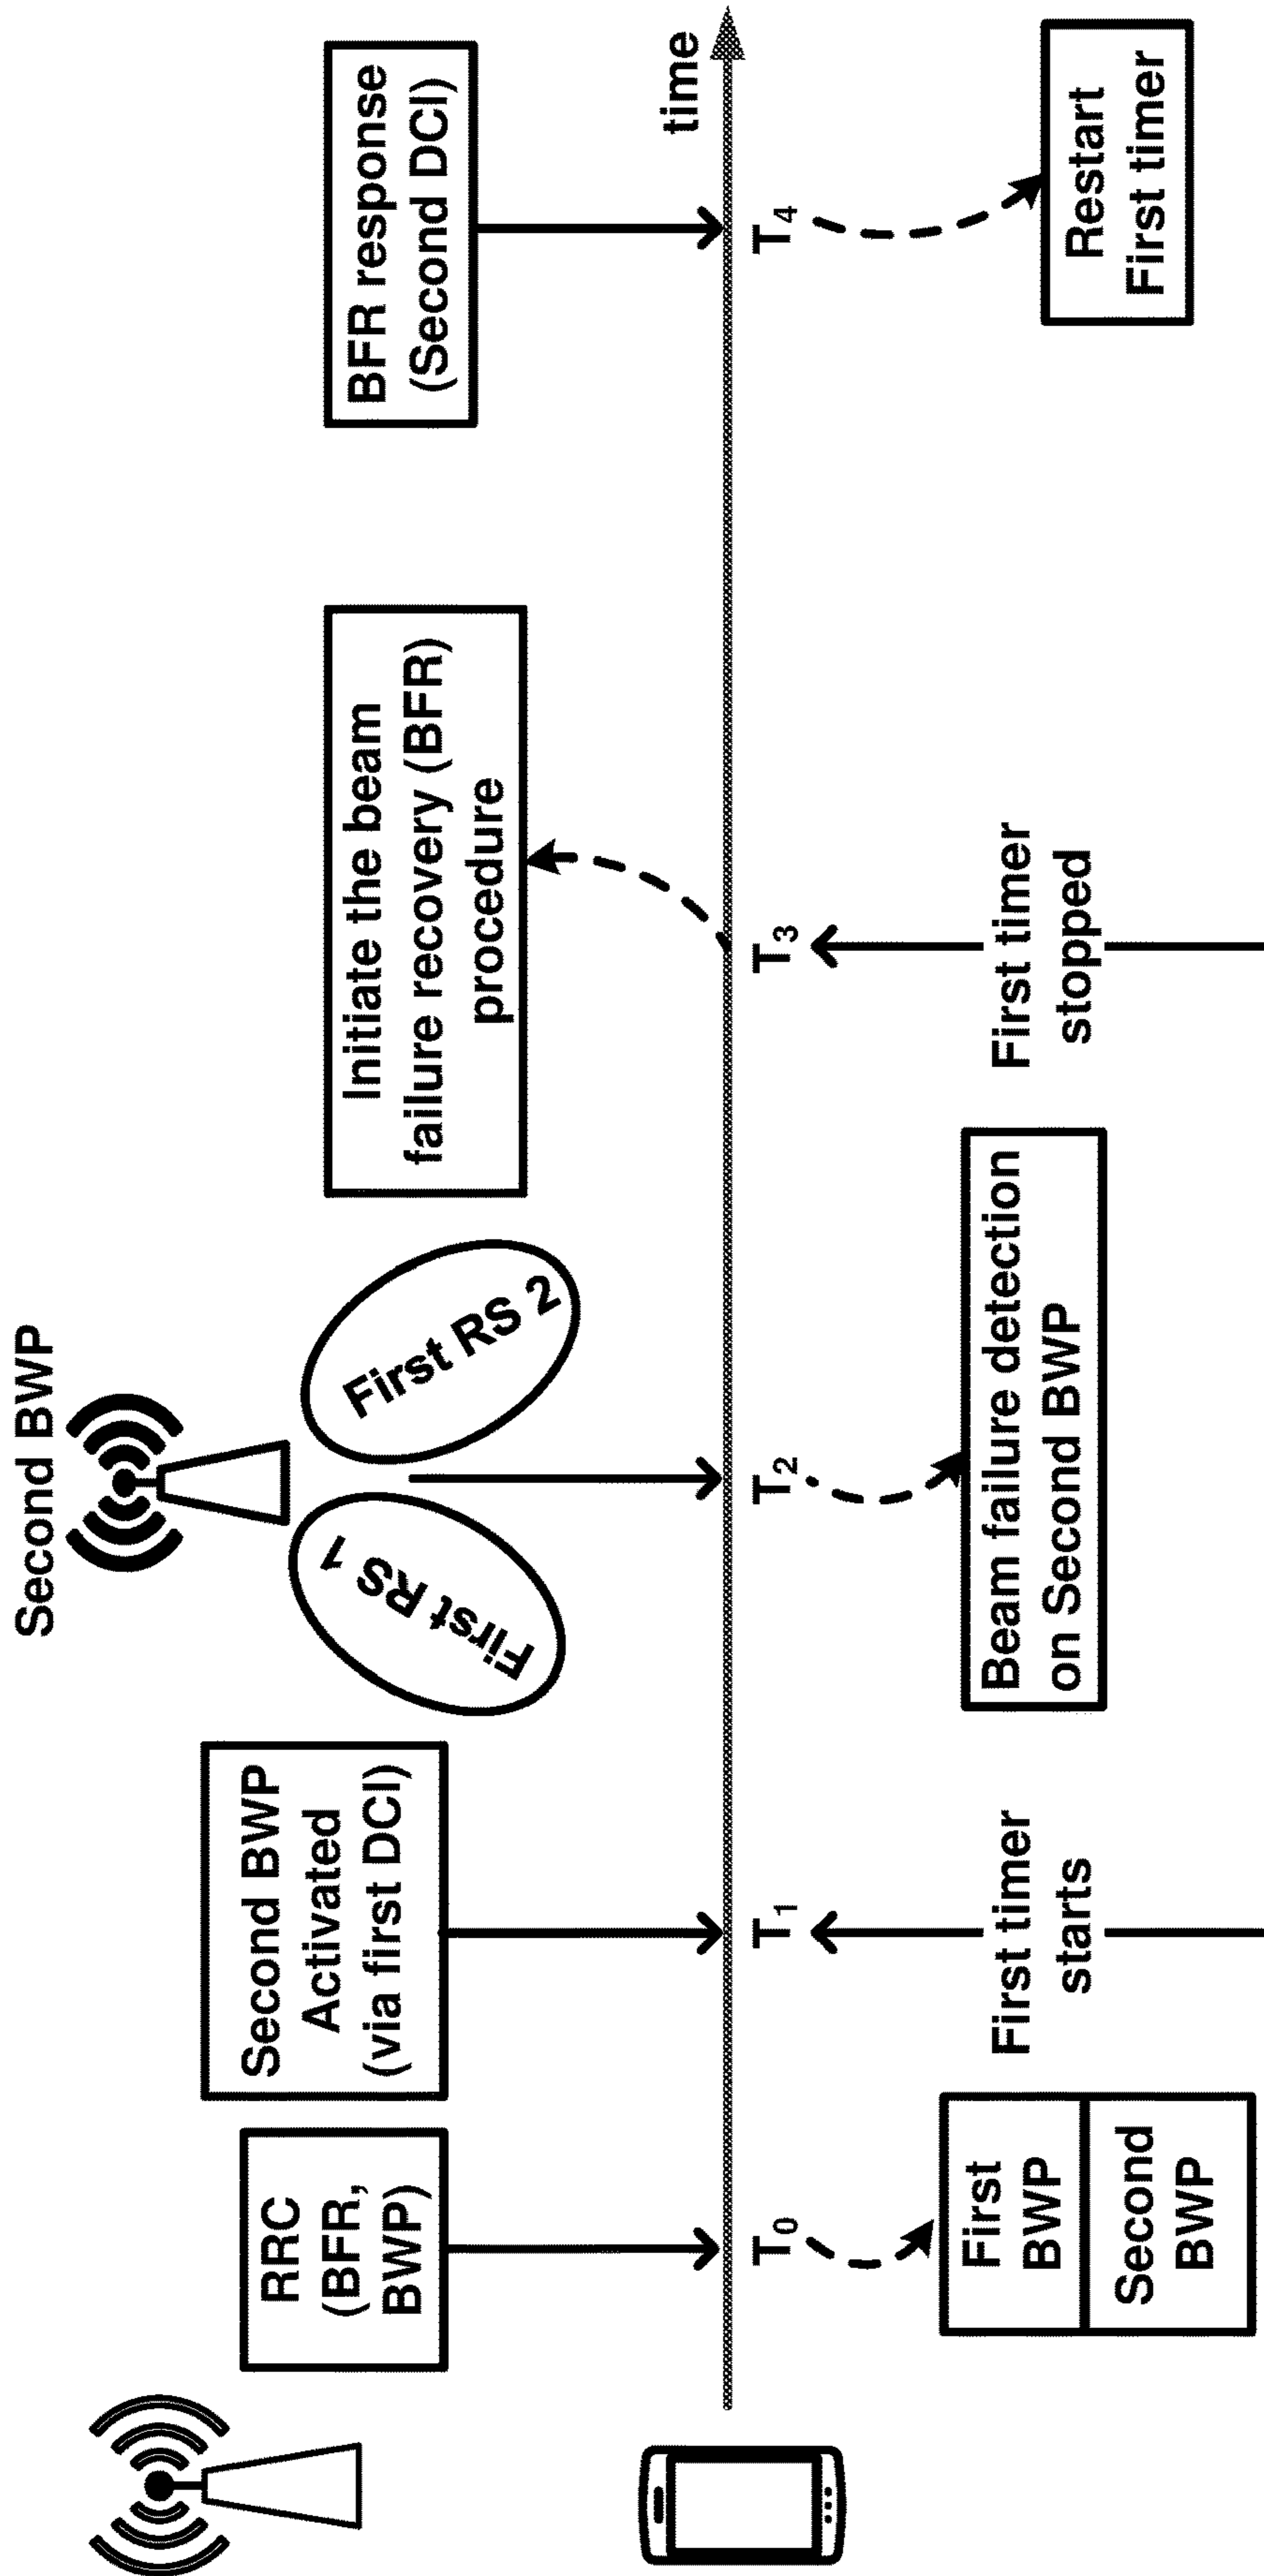 Second BWP
RRC
(BFR,
BWP)
Second BWP
Activated
(via first DCI)
First RS 1
First RS 2
Initiate the beam
failure recovery (BFR)
procedure
BFR response
(Second DCI)
time
T0
T1
T2
T3
T4
First
BWP
Second
BWP
First timer
starts
Beam failure detection
on Second BWP
First timer
stopped
Restart
First timer